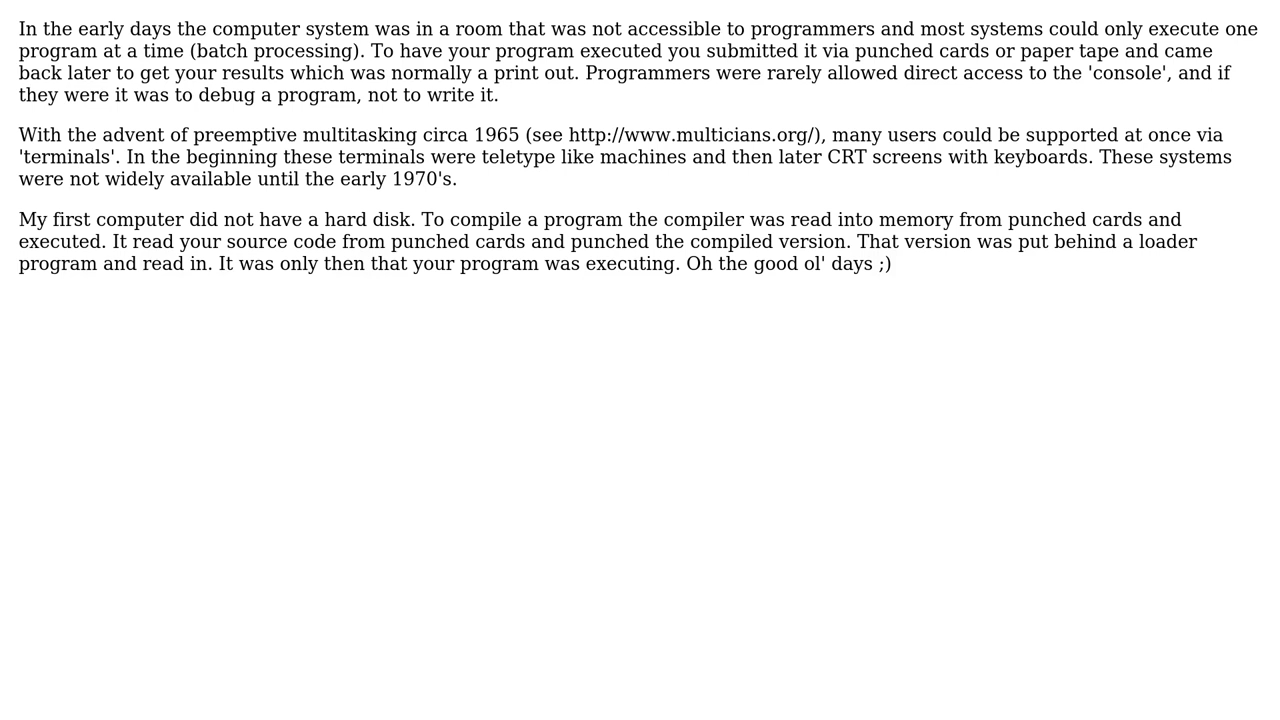 In the early days the computer system was in a room that was not accessible to programmers and most systems could only execute one
program at a time (batch processing). To have your program executed you submitted it via punched cards or paper tape and came
back later to get your results which was normally a print out. Programmers were rarely allowed direct access to the 'console', and if
they were it was to debug a program, not to write it.
With the advent of preemptive multitasking circa 1965 (see http://www.multicians.org/), many users could be supported at once via
'terminals'. In the beginning these terminals were teletype like machines and then later CRT screens with keyboards. These systems
were not widely available until the early 1970's.
My first computer did not have a hard disk. To compile a program the compiler was read into memory from punched cards and
executed. It read your source code from punched cards and punched the compiled version. That version was put behind a loader
program and read in. It was only then that your program was executing. Oh the good ol' days ;)